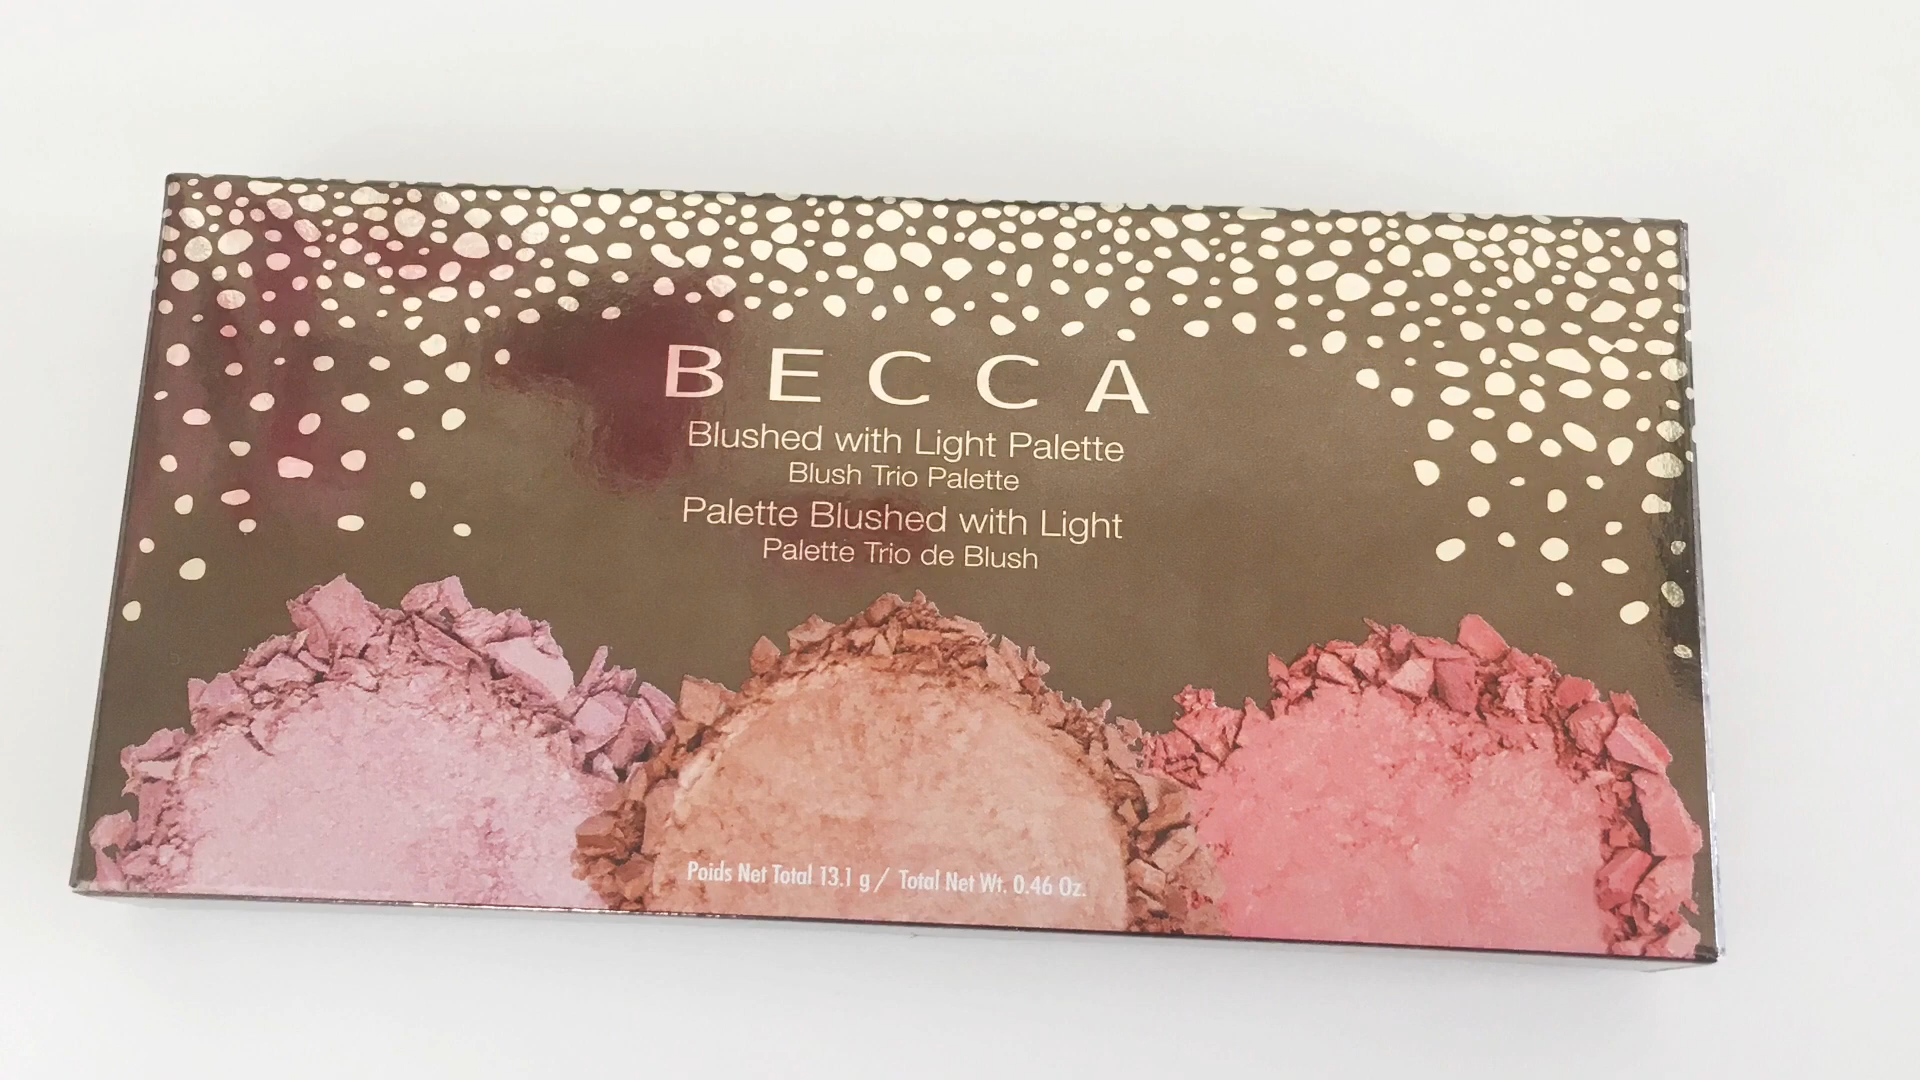 BECCA
Blushed with Light Palette
Blush Trio Palette
Palette Blushed with Light
Palette Trio de Blush
Poids Net Total 13.1 g / Total Net Wt. 0.46 Oz.